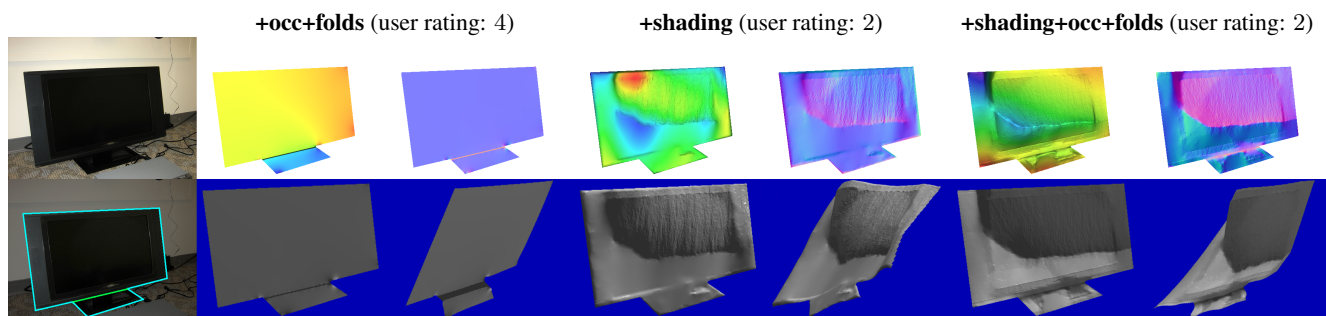 +occ+folds (user rating: 4)
+shading (user rating: 2)
+shading+occ+folds (user rating: 2)